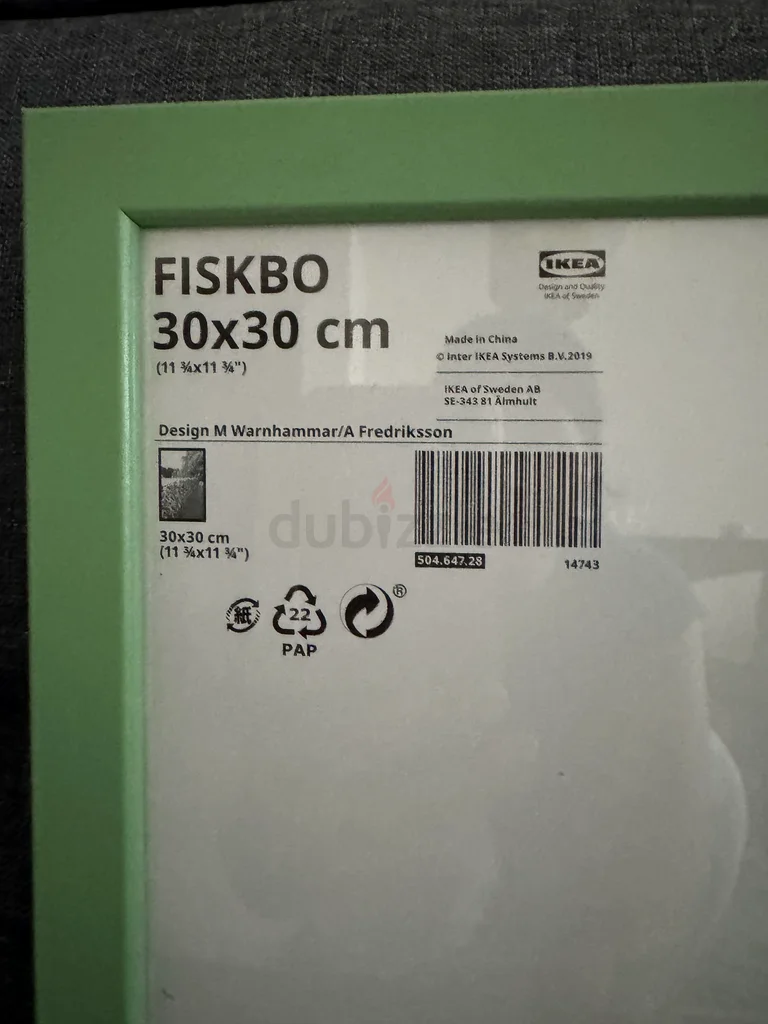 FISKBO
30x30 cm
(11 ¾x11 ¾")
IKEA
Design and Quality
IKEA of Sweden
Made in China
© Inter IKEA Systems B.V. 2019
IKEA of Sweden AB
SE-343 81 Älmhult
Design M Warnhammar/A Fredriksson
30x30 cm
(11 ¾x11 ¾")
504.647.28
14743
紙
22
PAP
®